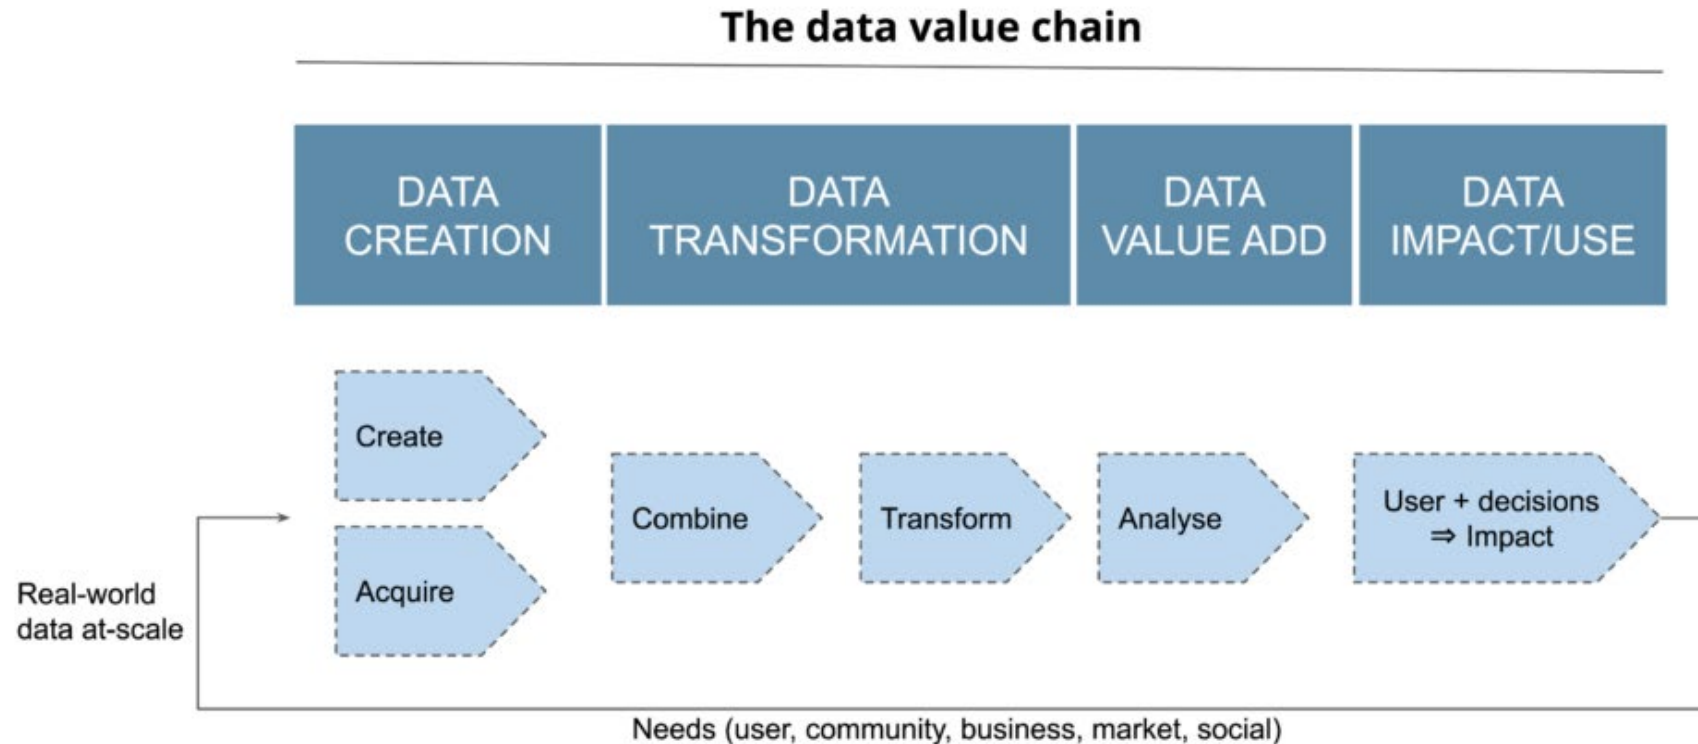 The data value chain
DATA
CREATION
DATA
TRANSFORMATION
DATA
VALUE ADD
DATA
IMPACT/USE
Create
Acquire
Combine
Transform
Analyse
User + decisions
⇒ Impact
Real-world
data at-scale
Needs (user, community, business, market, social)